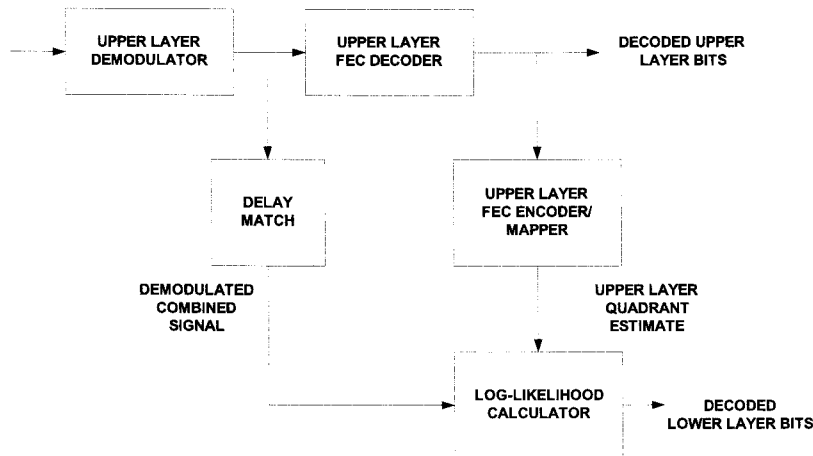 UPPER LAYER
DEMODULATOR
UPPER LAYER
FEC DECODER
DECODED UPPER
LAYER BITS
DELAY
MATCH
UPPER LAYER
FEC ENCODER/
MAPPER
DEMODULATED
COMBINED
SIGNAL
UPPER LAYER
QUADRANT
ESTIMATE
LOG-LIKELIHOOD
CALCULATOR
DECODED
LOWER LAYER BITS